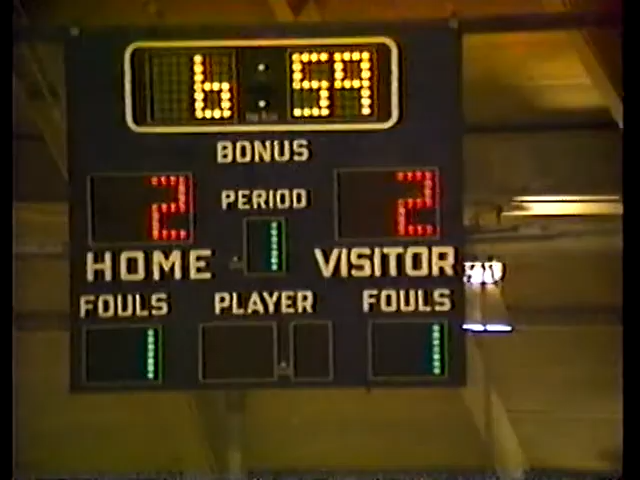 6:59
BONUS
2 PERIOD 2
1
HOME VISITOR
FOULS PLAYER FOULS
1 1